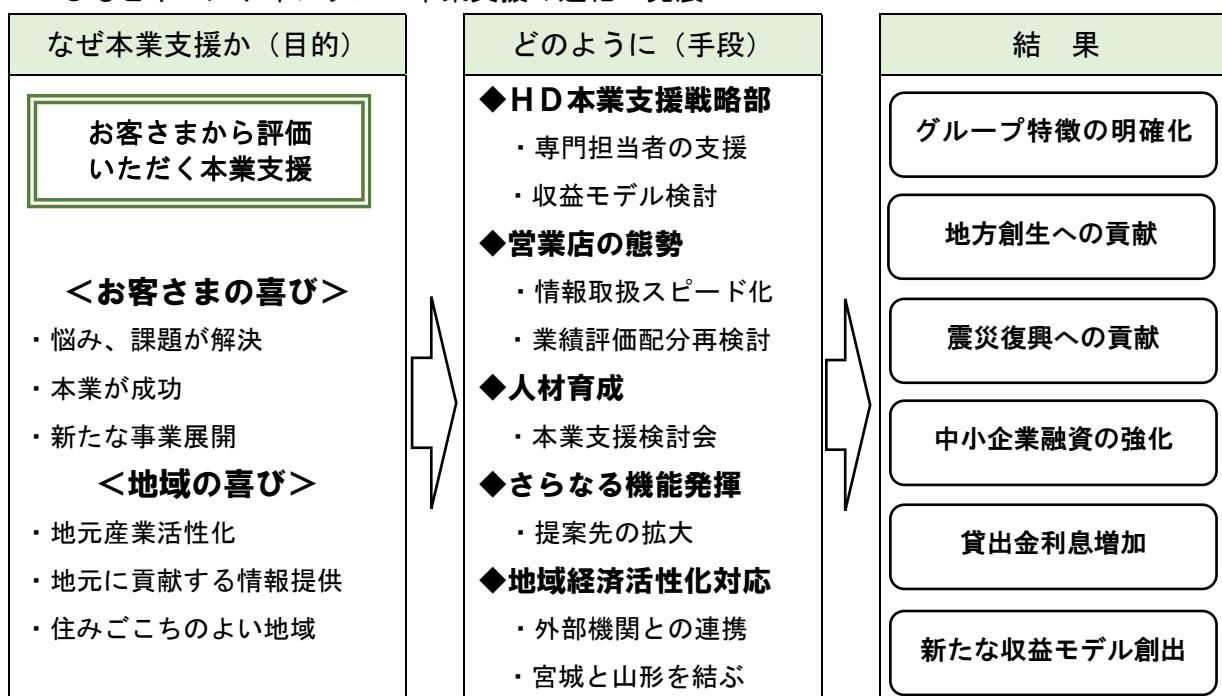 なぜ本業支援か（目的）
お客さまから評価
いただく本業支援
＜お客さまの喜び＞
・悩み、課題が解決
・本業が成功
・新たな事業展開
＜地域の喜び＞
・地元産業活性化
・地元に貢献する情報提供
・住みごこちのよい地域
どのように（手段）
◆ＨＤ本業支援戦略部
・専門担当者の支援
・収益モデル検討
◆営業店の態勢
・情報取扱スピード化
・業績評価配分再検討
◆人材育成
・本業支援検討会
◆さらなる機能発揮
・提案先の拡大
◆地域経済活性化対応
・外部機関との連携
・宮城と山形を結ぶ
結　果
グループ特徴の明確化
地方創生への貢献
震災復興への貢献
中小企業融資の強化
貸出金利息増加
新たな収益モデル創出